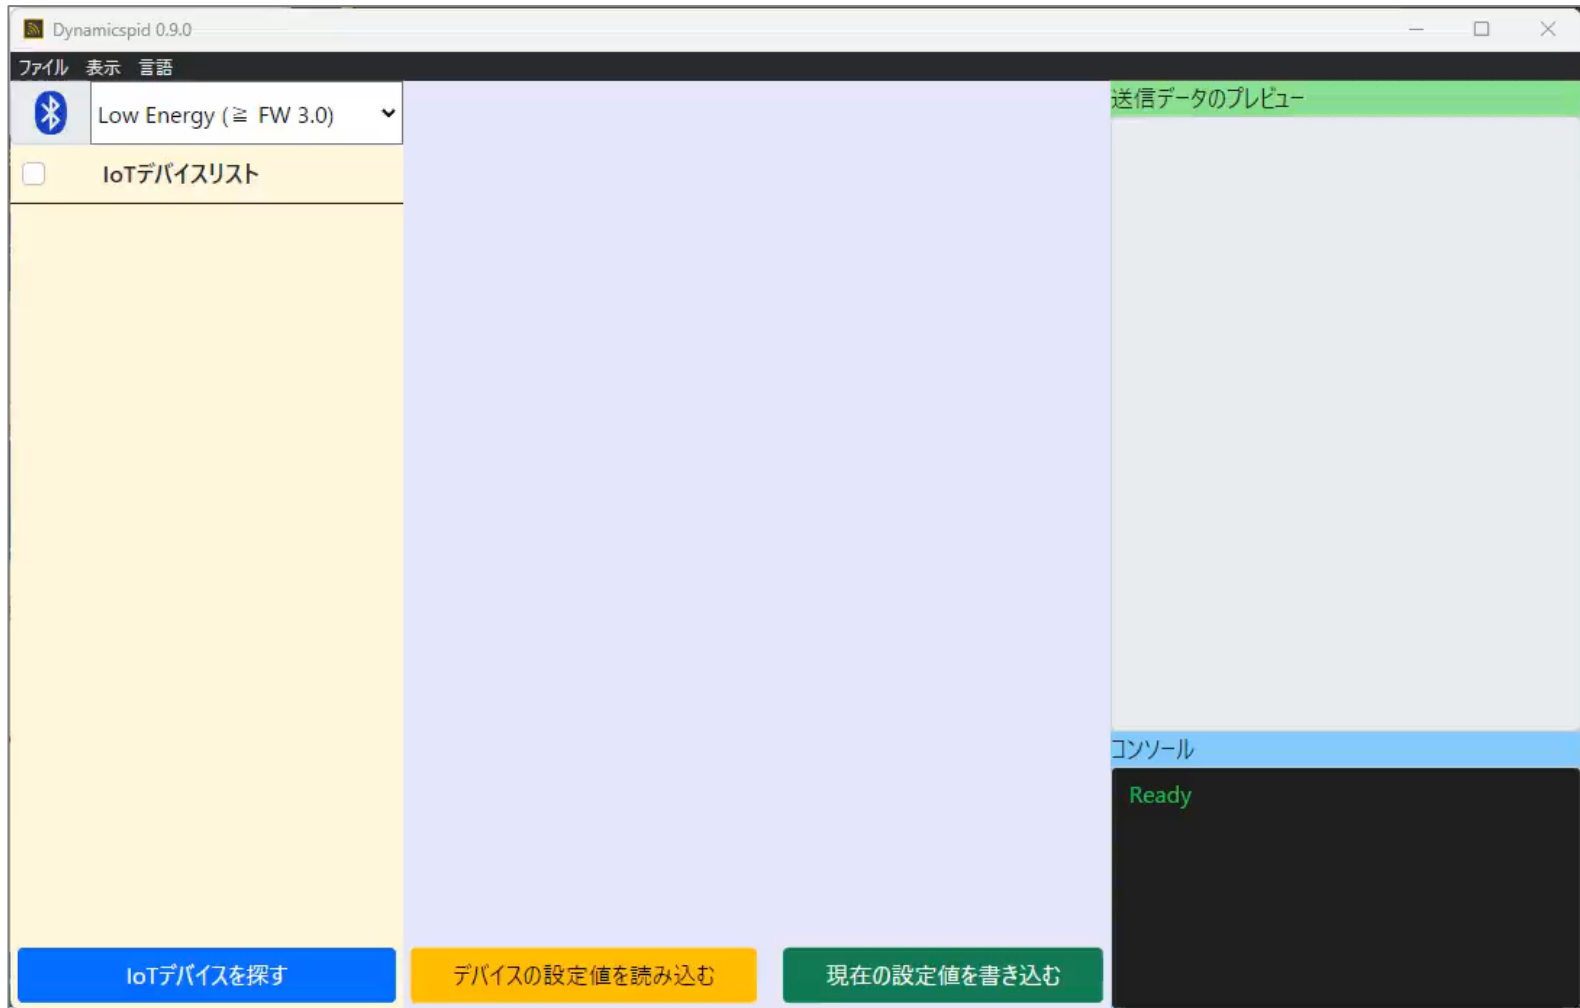 Dynamicspid 0.9.0
ファイル 表示 言語
Low Energy (≧ FW 3.0)
IoTデバイスリスト
送信データのプレビュー
コンソール
Ready
IoTデバイスを探す
デバイスの設定値を読み込む
現在の設定値を書き込む